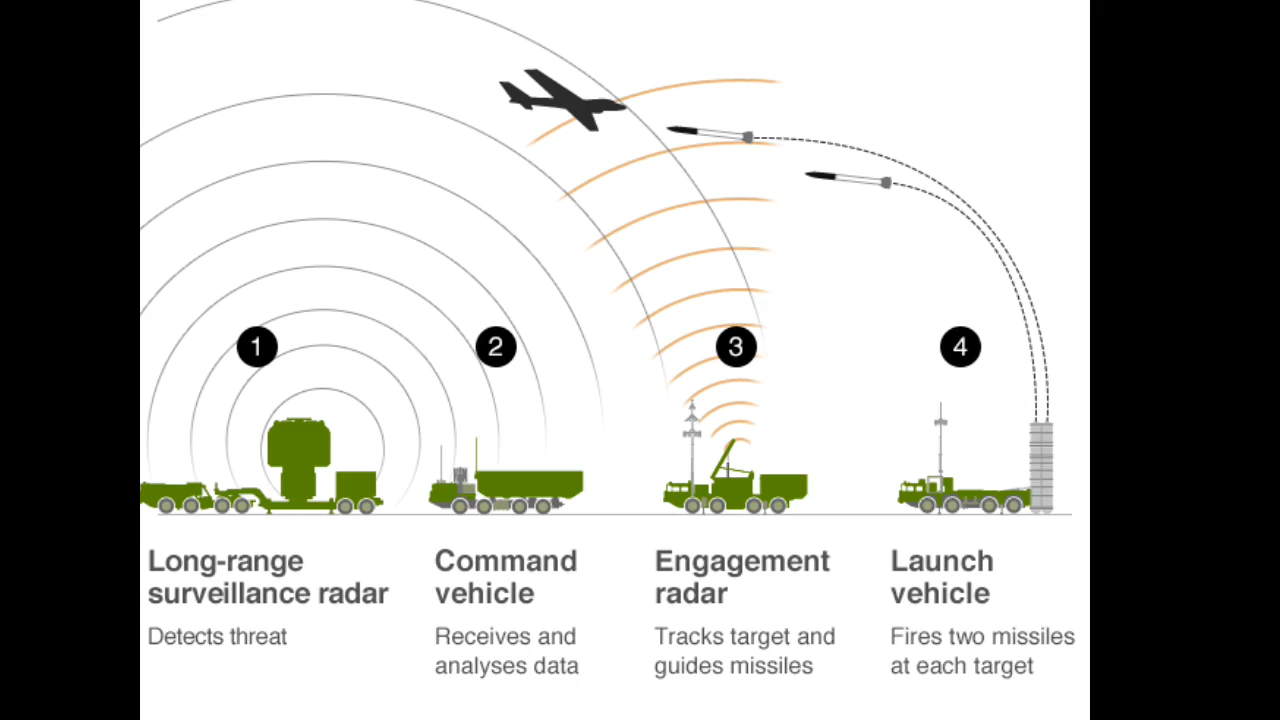 1
2
3
4
Long-range
surveillance radar
Detects threat
Command
vehicle
Receives and
analyses data
Engagement
radar
Tracks target and
guides missiles
Launch
vehicle
Fires two missiles
at each target